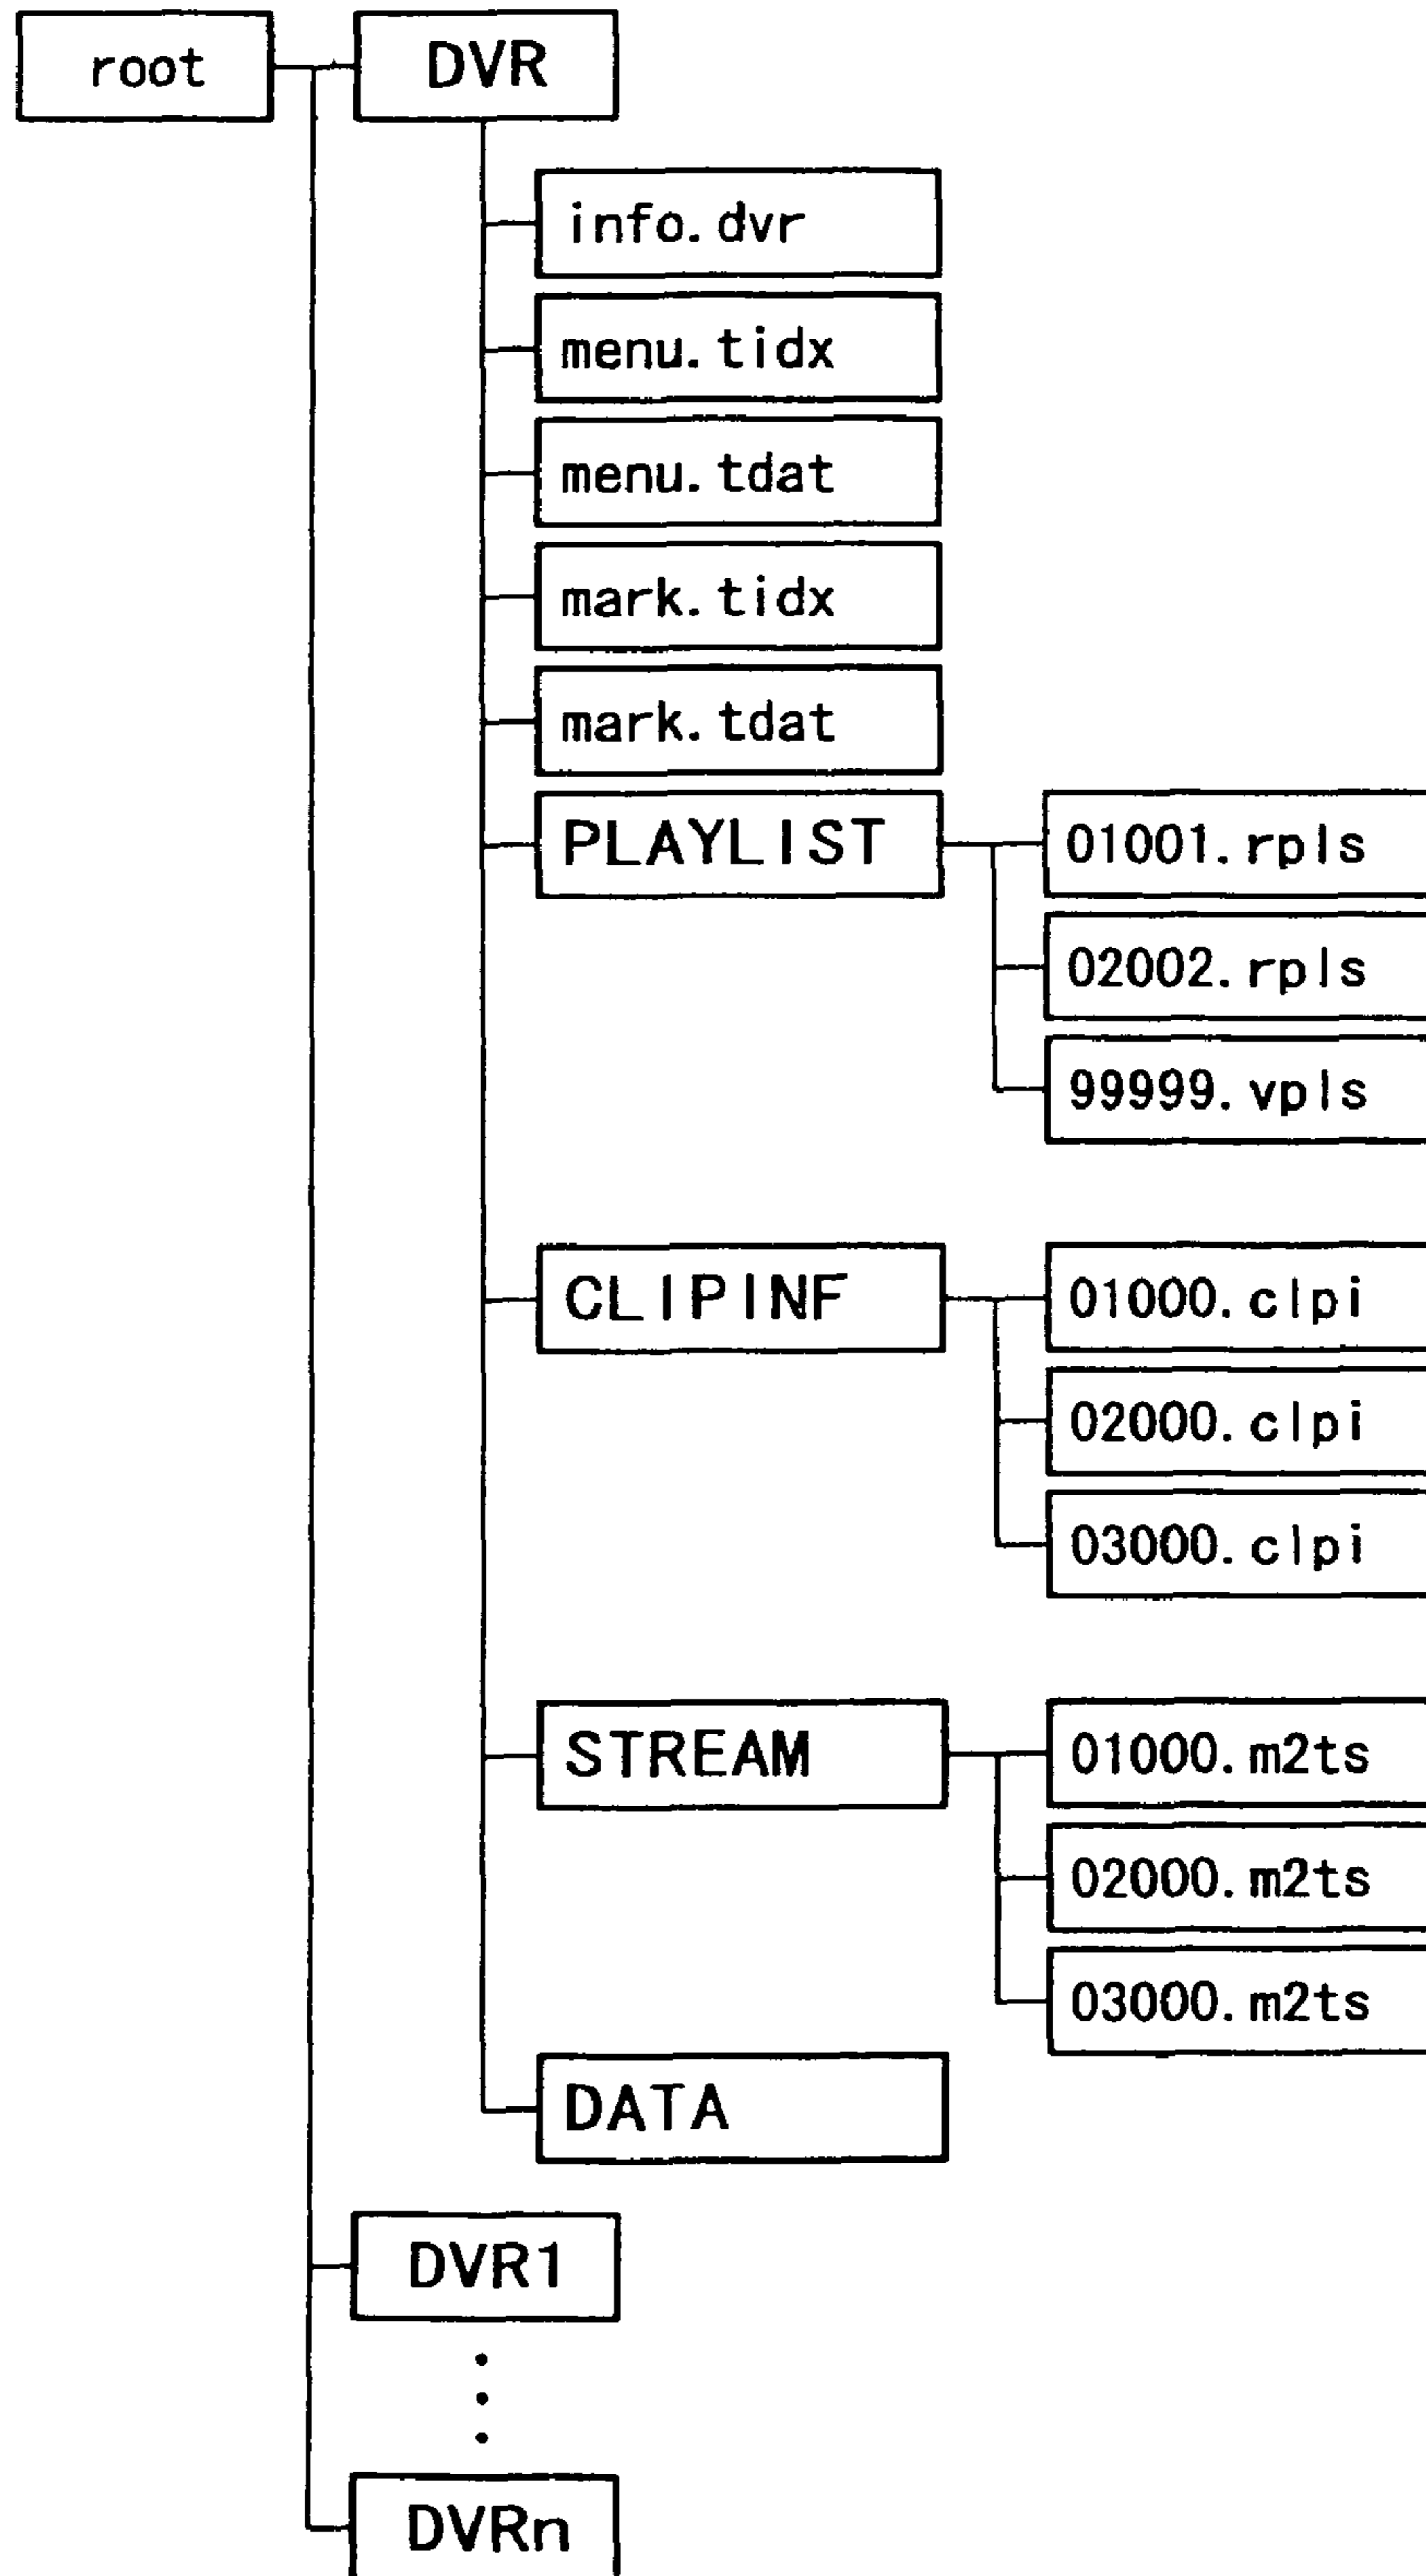 root
DVR
info.dvr
menu.tidx
menu.tdat
mark.tidx
mark.tdat
PLAYLIST
01001.rpls
02002.rpls
99999.vpls
CLIPINF
01000.clpi
02000.clpi
03000.clpi
STREAM
01000.m2ts
02000.m2ts
03000.m2ts
DATA
DVR1
DVRn